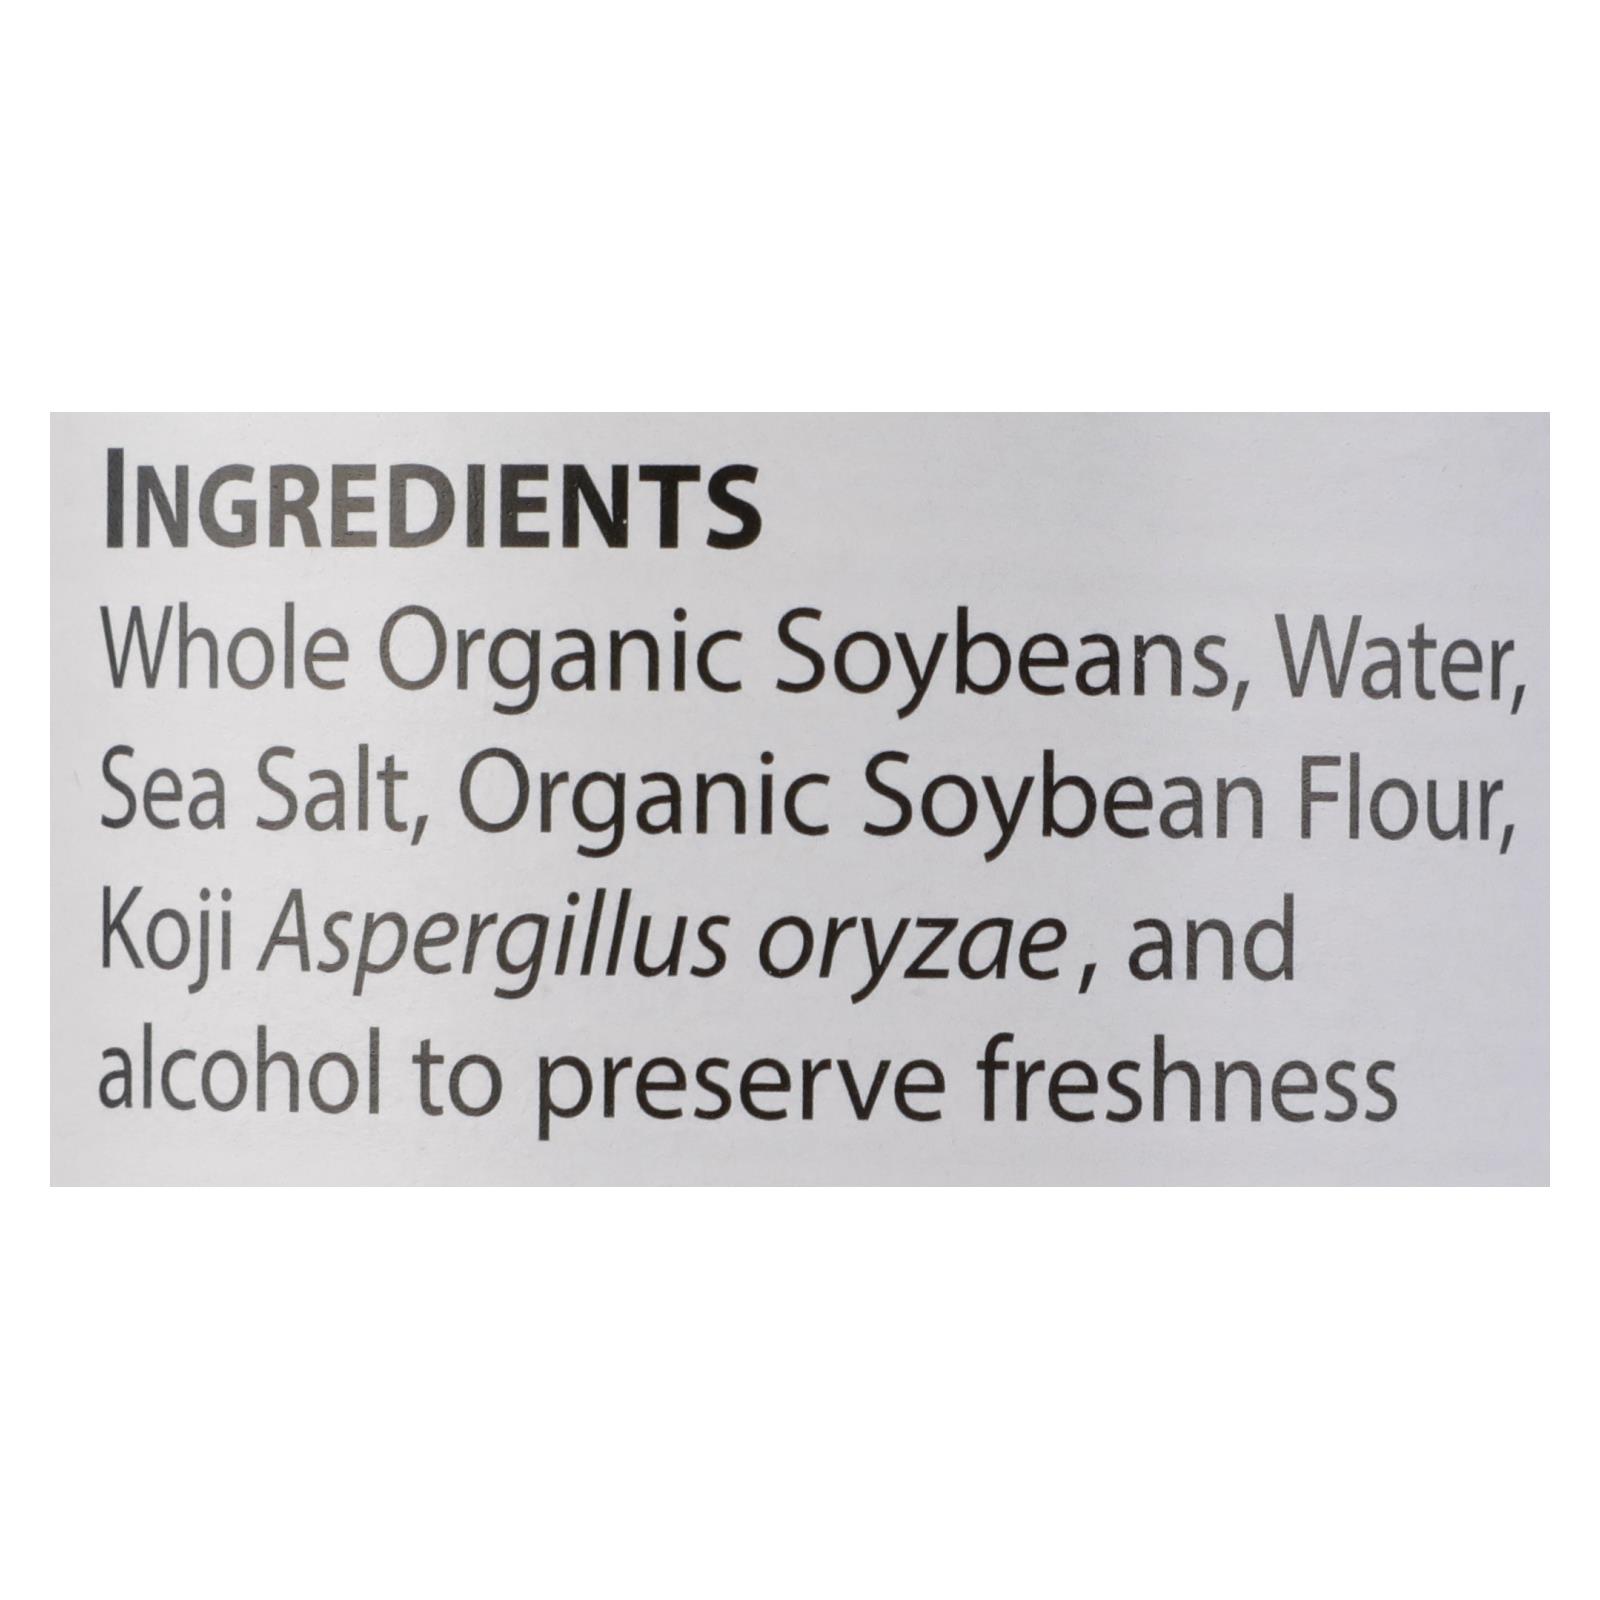 INGREDIENTS
Whole Organic Soybeans, Water,
Sea Salt, Organic Soybean Flour,
Koji Aspergillus oryzae, and
alcohol to preserve freshness